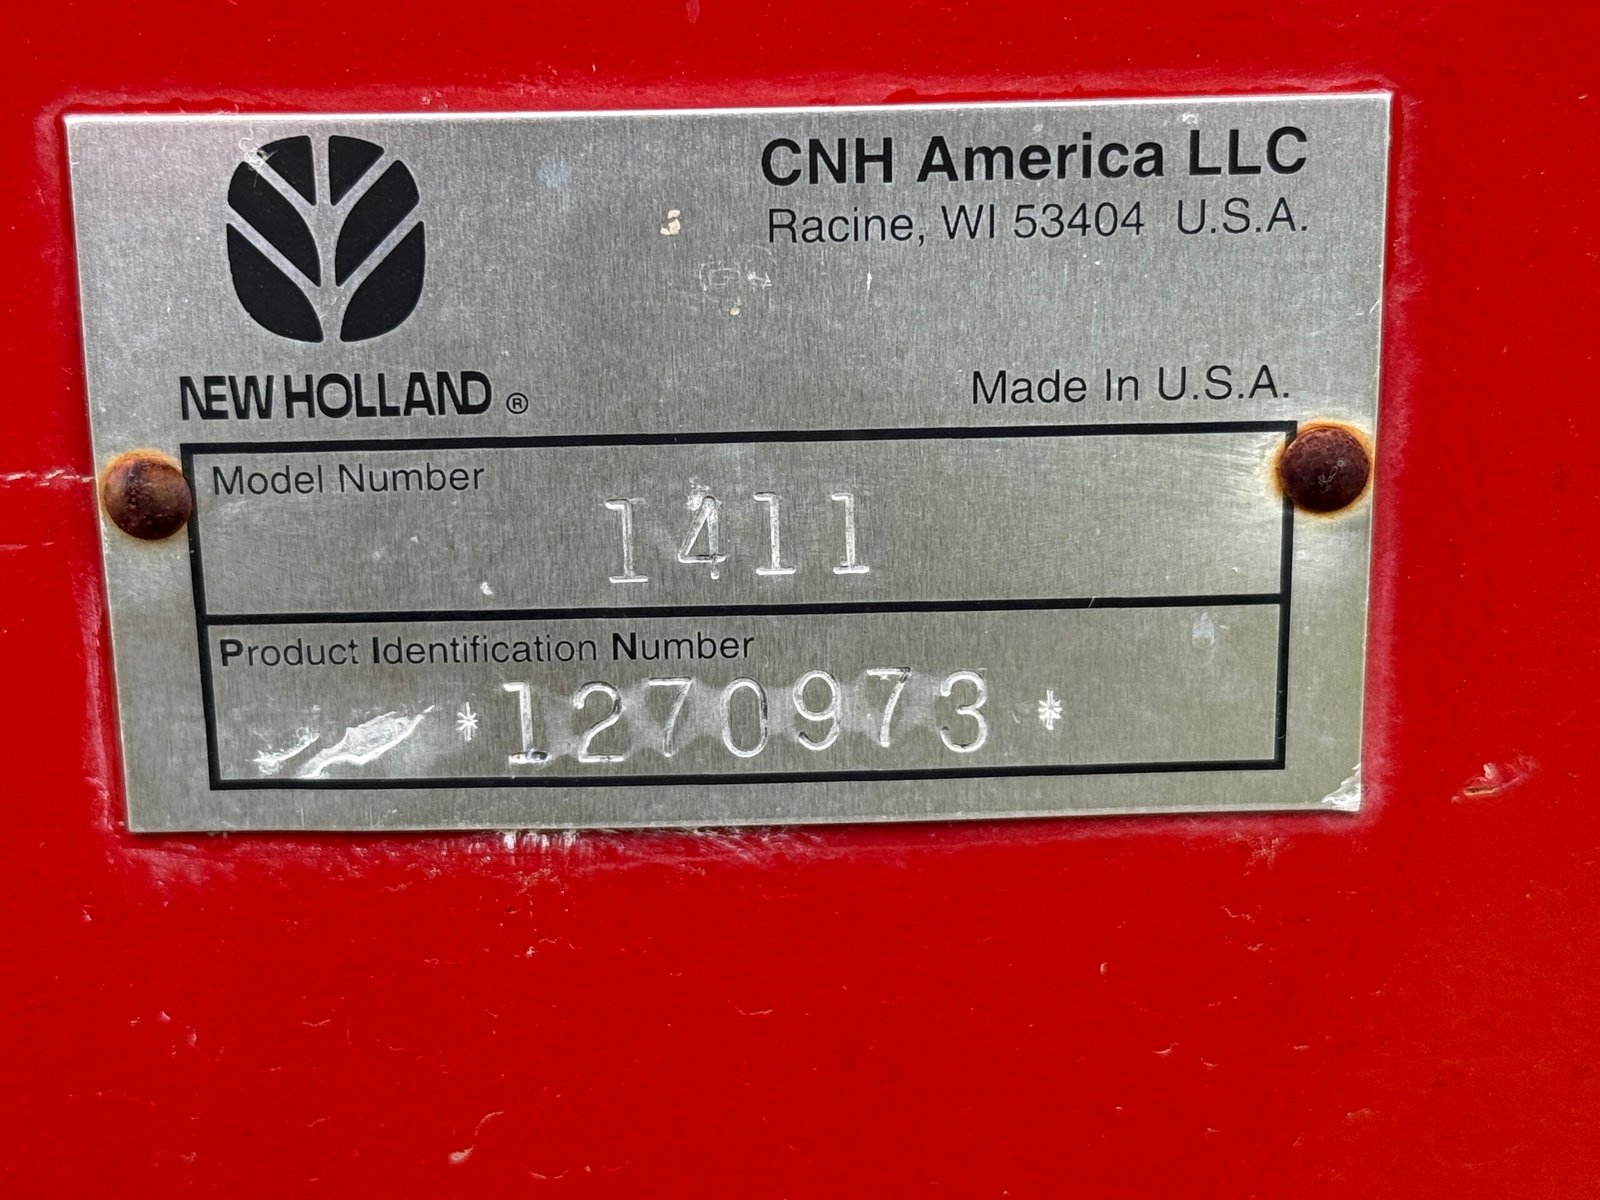 CNH America LLC
Racine, WI 53404 U.S.A.
NEW HOLLAND ®
Made In U.S.A.
Model Number
1411
Product Identification Number
*1270973*